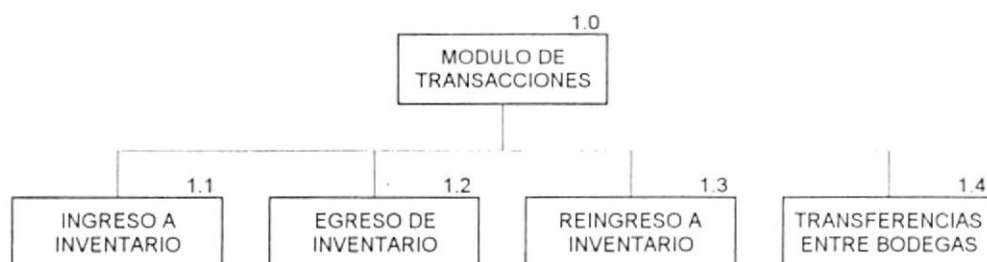 1.0
MODULO DE
TRANSACCIONES
1.1
INGRESO A
INVENTARIO
1.2
EGRESO DE
INVENTARIO
1.3
REINGRESO A
INVENTARIO
1.4
TRANSFERENCIAS
ENTRE BODEGAS